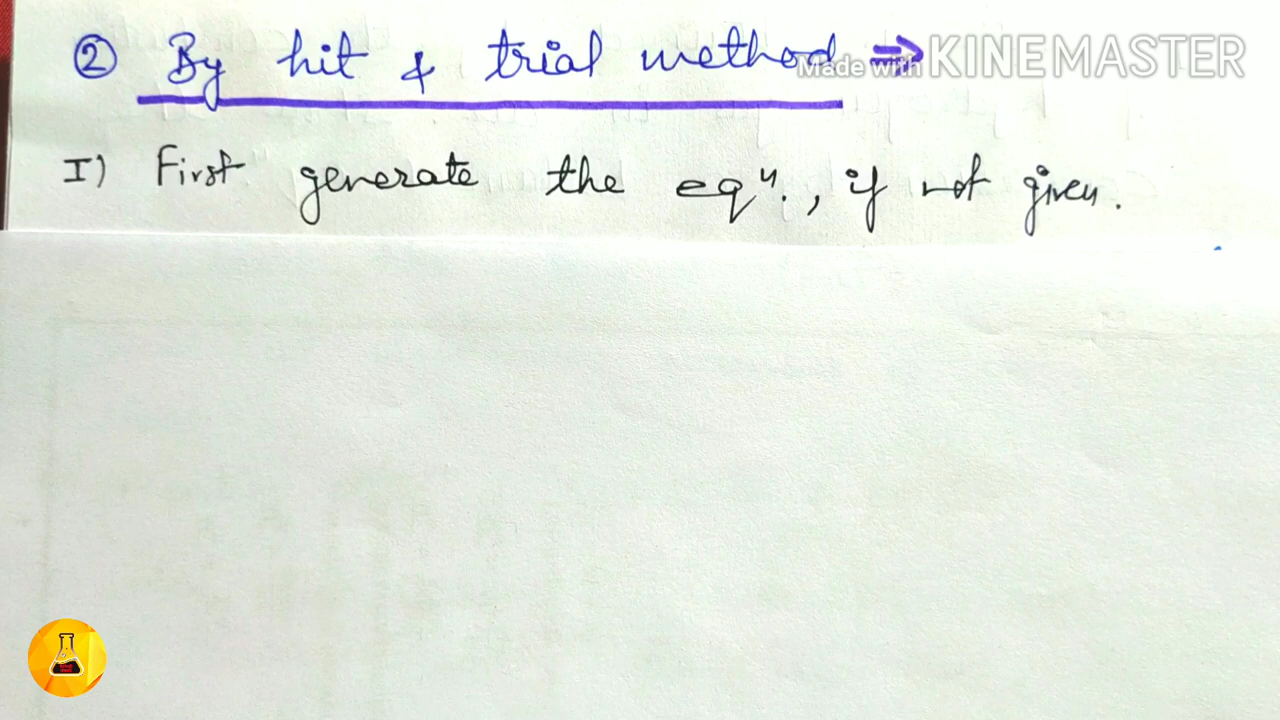 ② By hit & trial method ⇒
Made with KINEMASTER
I) First generate the eqⁿ., if not given.